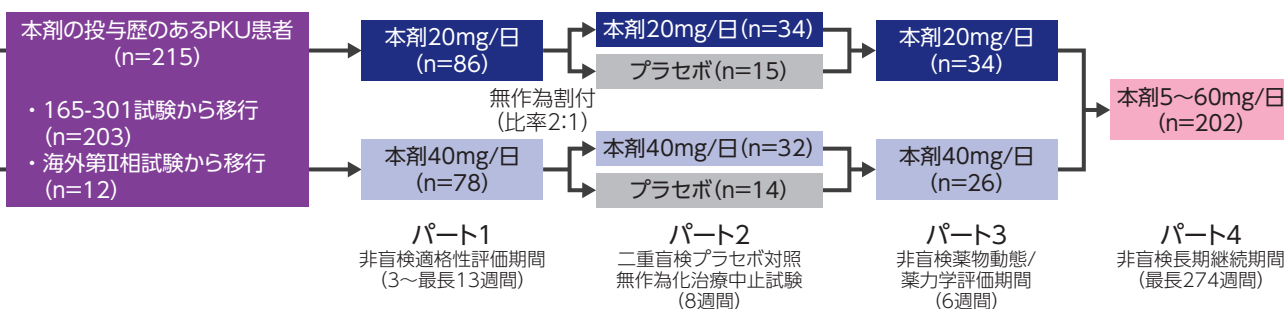 本剤の投与歴のあるPKU患者
(n=215)
・165-301試験から移行
(n=203)
・海外第Ⅱ相試験から移行
(n=12)
本剤20mg/日
(n=86)
本剤40mg/日
(n=78)
パート1
非盲検適格性評価期間
(3～最長13週間)
無作為割付
(比率2:1)
本剤20mg/日(n=34)
プラセボ(n=15)
本剤40mg/日(n=32)
プラセボ(n=14)
パート2
二重盲検プラセボ対照
無作為化治療中止試験
(8週間)
本剤20mg/日
(n=34)
本剤40mg/日
(n=26)
パート3
非盲検薬物動態/
薬力学評価期間
(6週間)
本剤5～60mg/日
(n=202)
パート4
非盲検長期継続期間
(最長274週間)